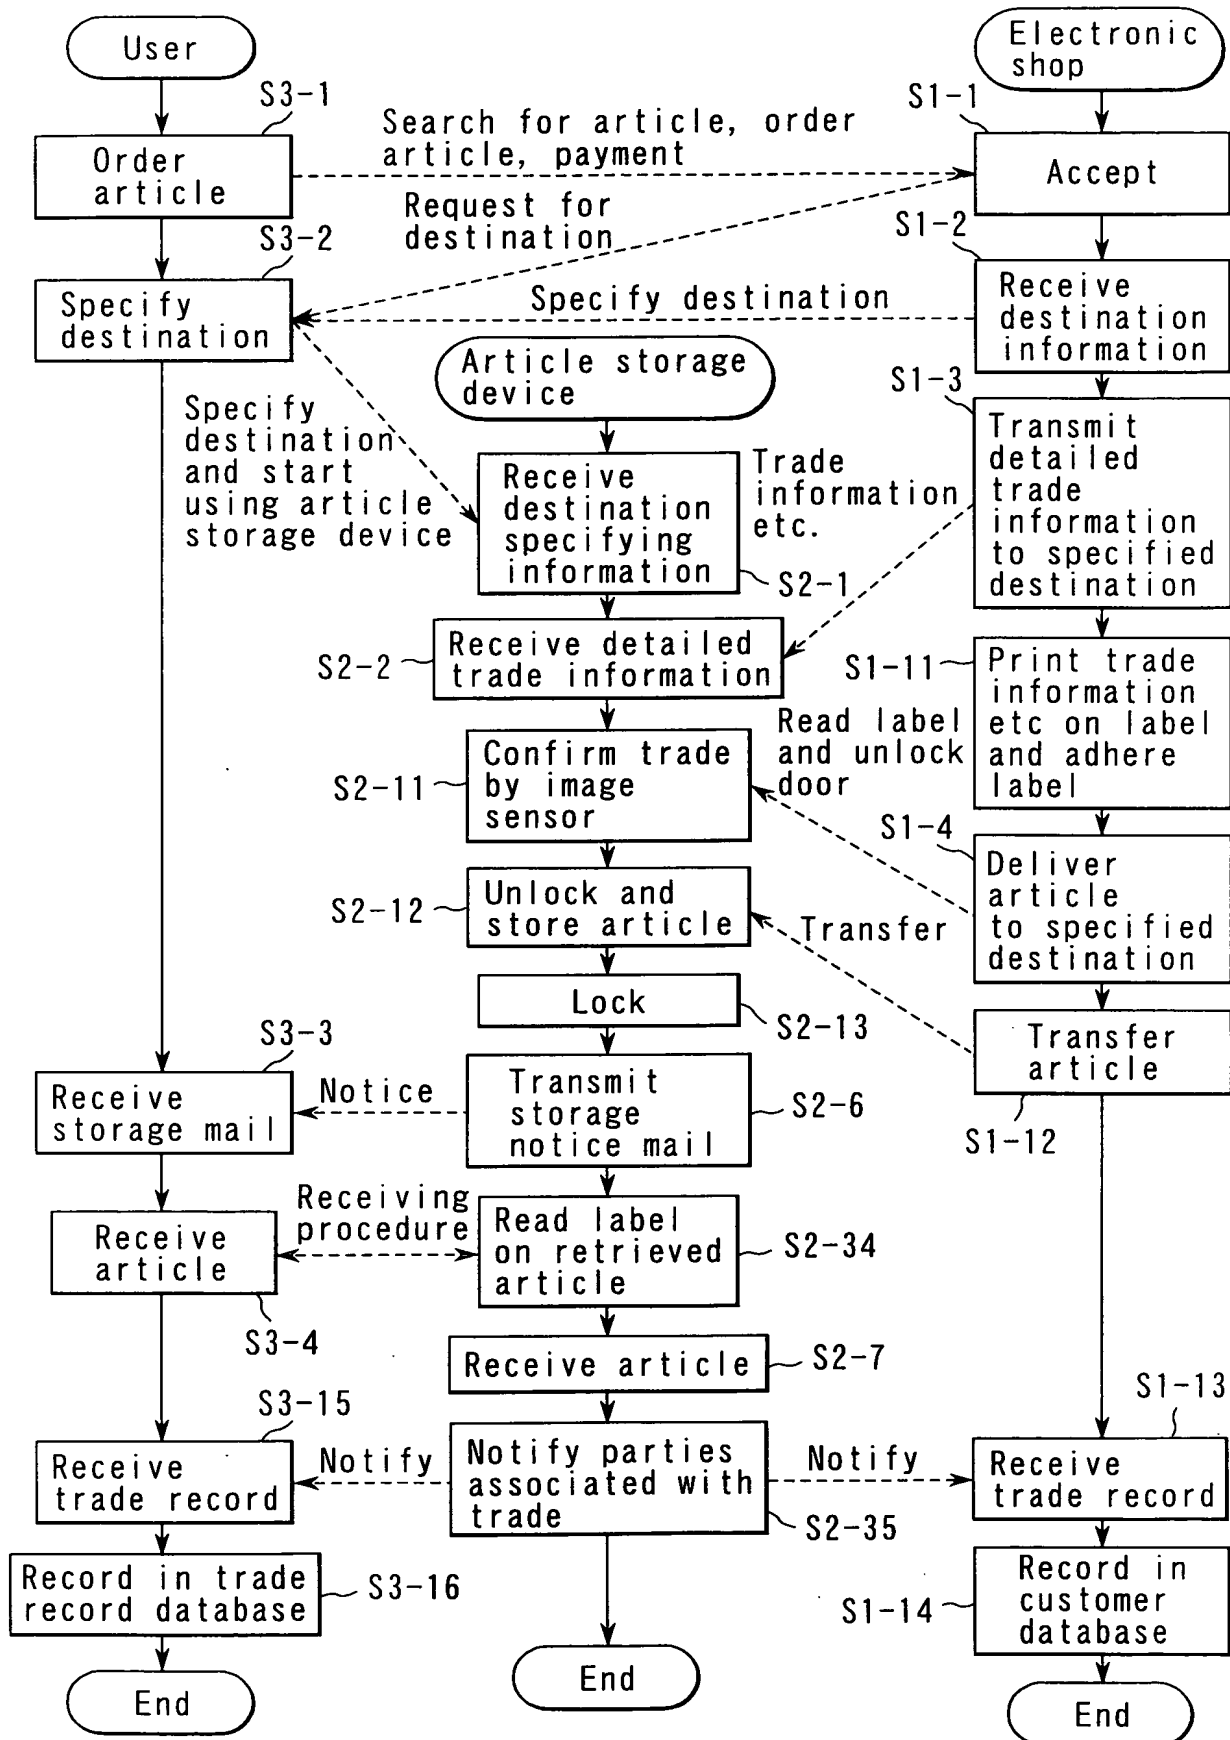 User
Electronic
shop
S3-1
S1-1
Search for article, order
article, payment
Order
article
Accept
Request for
destination
S3-2
S1-2
Specify
destination
Specify destination
Receive
destination
information
Article storage
device
S1-3
Specify
destination
and start
using article
storage device
Receive
destination
specifying
information
S2-1
Trade
information
etc.
Transmit
detailed
trade
information
to specified
destination
S2-2
Receive detailed
trade information
S1-11
Print trade
information
etc on label
and adhere
label
Read label
and unlock
door
S2-11
Confirm trade
by image
sensor
S1-4
Deliver
article
to specified
destination
S2-12
Unlock and
store article
Transfer
Lock
S2-13
Transfer
article
S1-12
S3-3
Receive
storage mail
Notice
Transmit
storage
notice mail
S2-6
Receiving
procedure
Receive
article
S3-4
Read label
on retrieved
article
S2-34
Receive article
S2-7
S3-15
S1-13
Receive
trade record
Notify
Notify parties
associated with
trade
S2-35
Notify
Receive
trade record
Record in trade
record database
S3-16
S1-14
Record in
customer
database
End
End
End